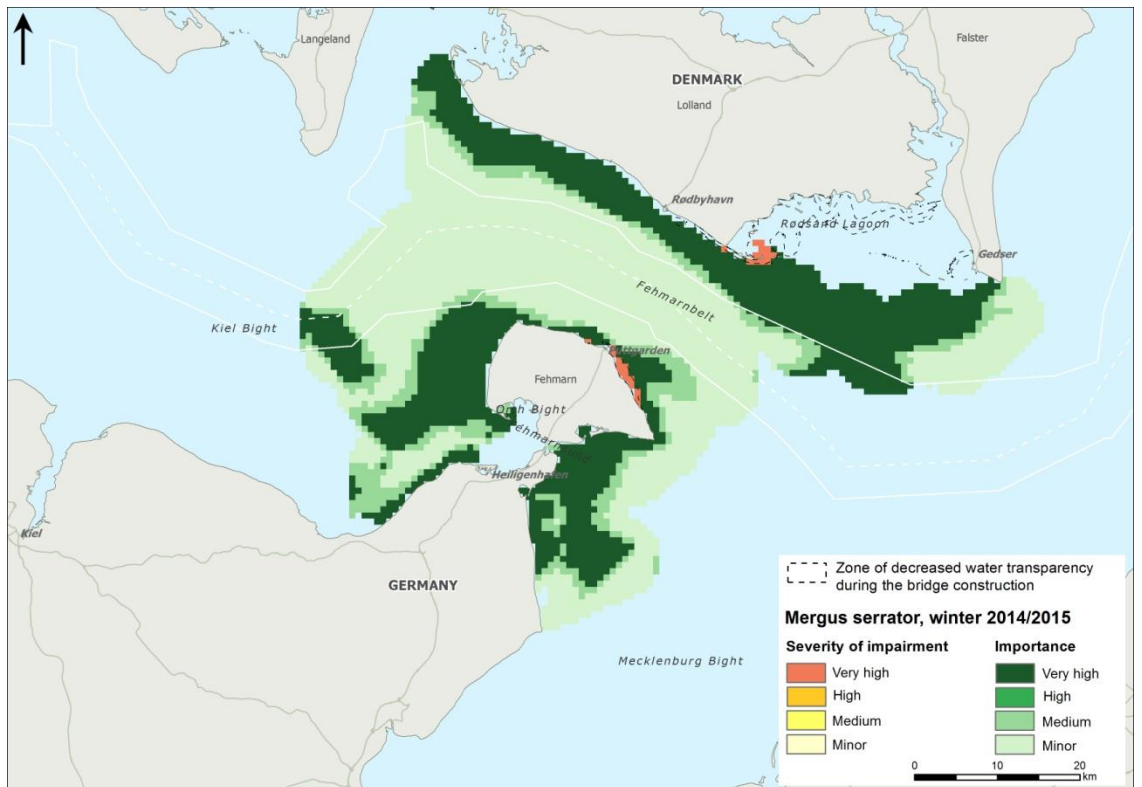 Langeland
Falster
DENMARK
Lolland
Rødbyhavn
Rødsand Lagoon
Gedser
Fehmarnbelt
Kiel Bight
Puttgarden
Fehmarn
Orth Bight
Fehmarnsund
Heiligenhafen
Kiel
GERMANY
Mecklenburg Bight
Zone of decreased water transparency
during the bridge construction
Mergus serrator, winter 2014/2015
Severity of impairment Importance
Very high Very high
High High
Medium Medium
Minor Minor
0 10 20
km